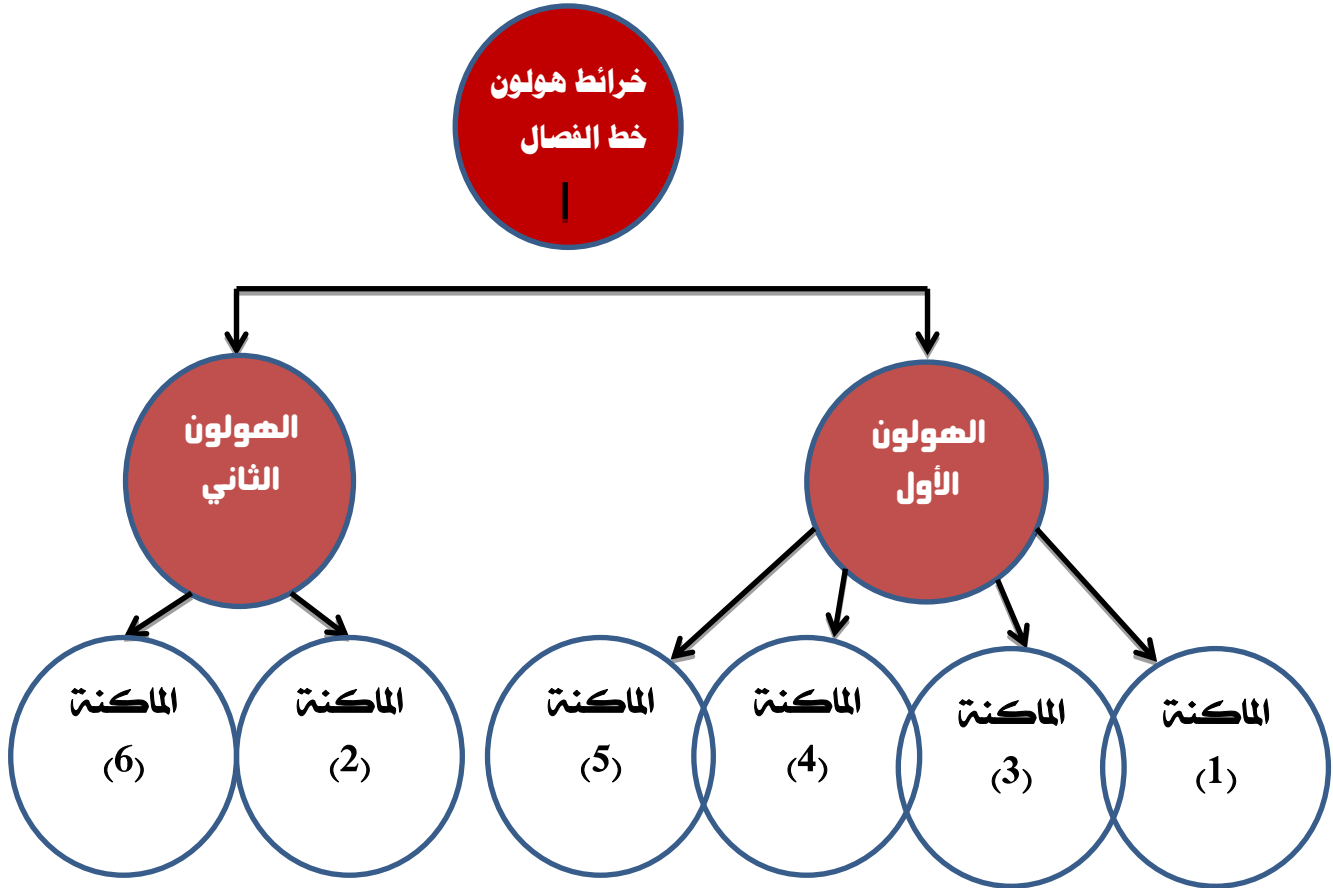 خرائط هولون
خط الفصال
الهولون
الأول
الهولون
الثاني
الماكنة
(1)
الماكنة
(3)
الماكنة
(4)
الماكنة
(5)
الماكنة
(2)
الماكنة
(6)